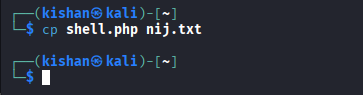 ┌──(kishan㉿kali)-[~]
└─$ cp shell.php nij.txt
┌──(kishan㉿kali)-[~]
└─$